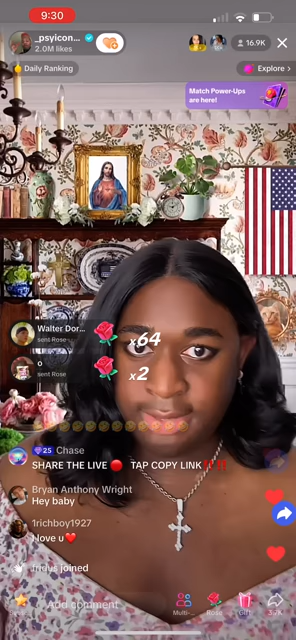 9:30
_psyicon...
2.0M likes
16.9K
Daily Ranking
Explore >
Match Power-Ups
are here!
Walter Dor...
sent Rose
x64
o
sent Rose
x2
25 Chase
SHARE THE LIVE 🔴 TAP COPY LINK‼️‼️
Bryan Anthony Wright
Hey baby
1richboy1927
I love u❤️
joined
Add comment
Multi-...
Rose
Gift